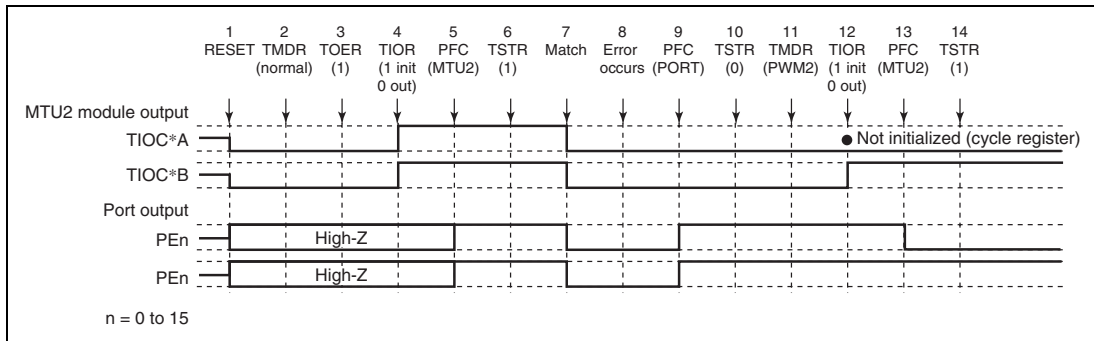 1 2 3 4 5 6 7 8 9 10 11 12 13 14
RESET TMDR TOER TIOR PFC TSTR Match Error PFC TSTR TMDR TIOR PFC TSTR
(normal) (1) (1 init (MTU2) (1) occurs (PORT) (0) (PWM2) (1 init (MTU2) (1)
0 out) 0 out)
MTU2 module output
TIOC*A ● Not initialized (cycle register)
TIOC*B
Port output
PEn High-Z
PEn High-Z
n = 0 to 15